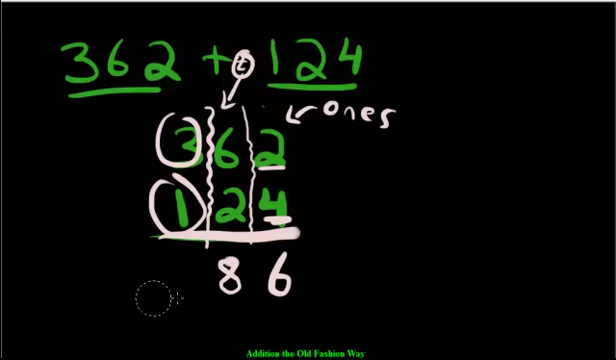 362 + 124
t
ones
362
124
86
Addition the Old Fashion Way